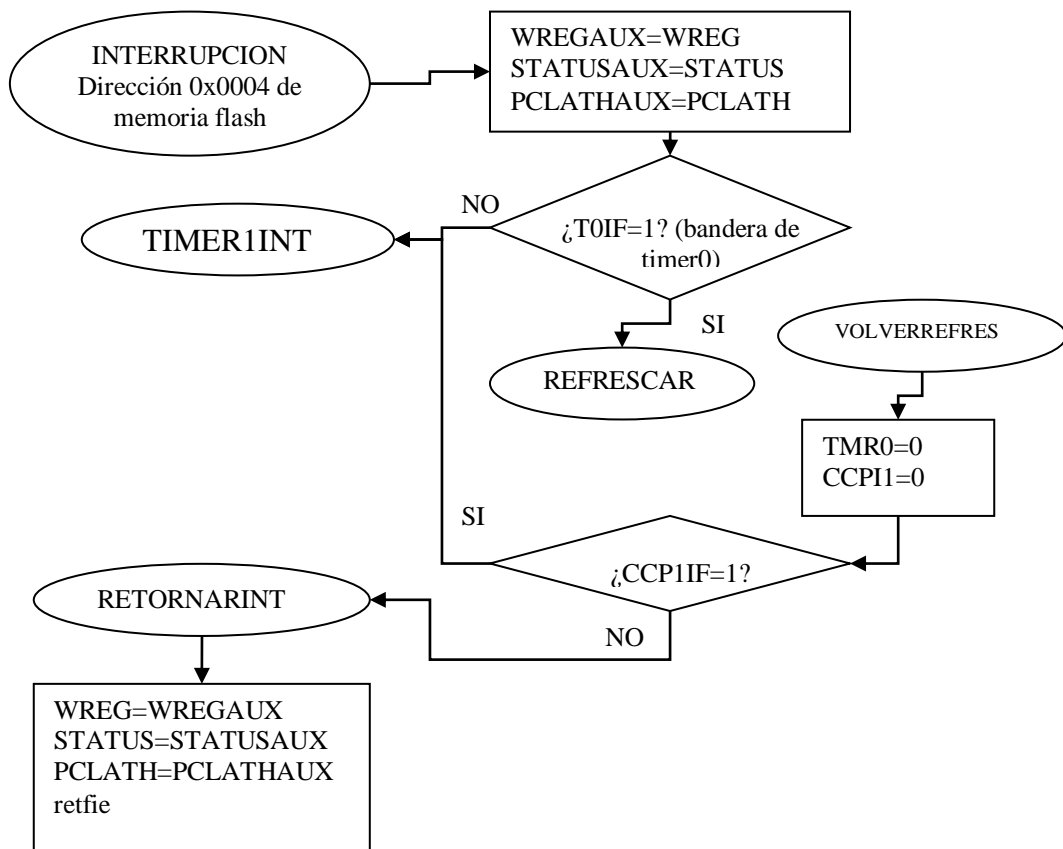 INTERRUPCION
Dirección 0x0004 de
memoria flash
WREGAUX=WREG
STATUSAUX=STATUS
PCLATHAUX=PCLATH
NO
TIMER1INT
¿T0IF=1? (bandera de
timer0)
SI
REFRESCAR
VOLVERREFRES
TMR0=0
CCPI1=0
SI
¿CCP1IF=1?
RETORNARINT
NO
WREG=WREGAUX
STATUS=STATUSAUX
PCLATH=PCLATHAUX
retfie